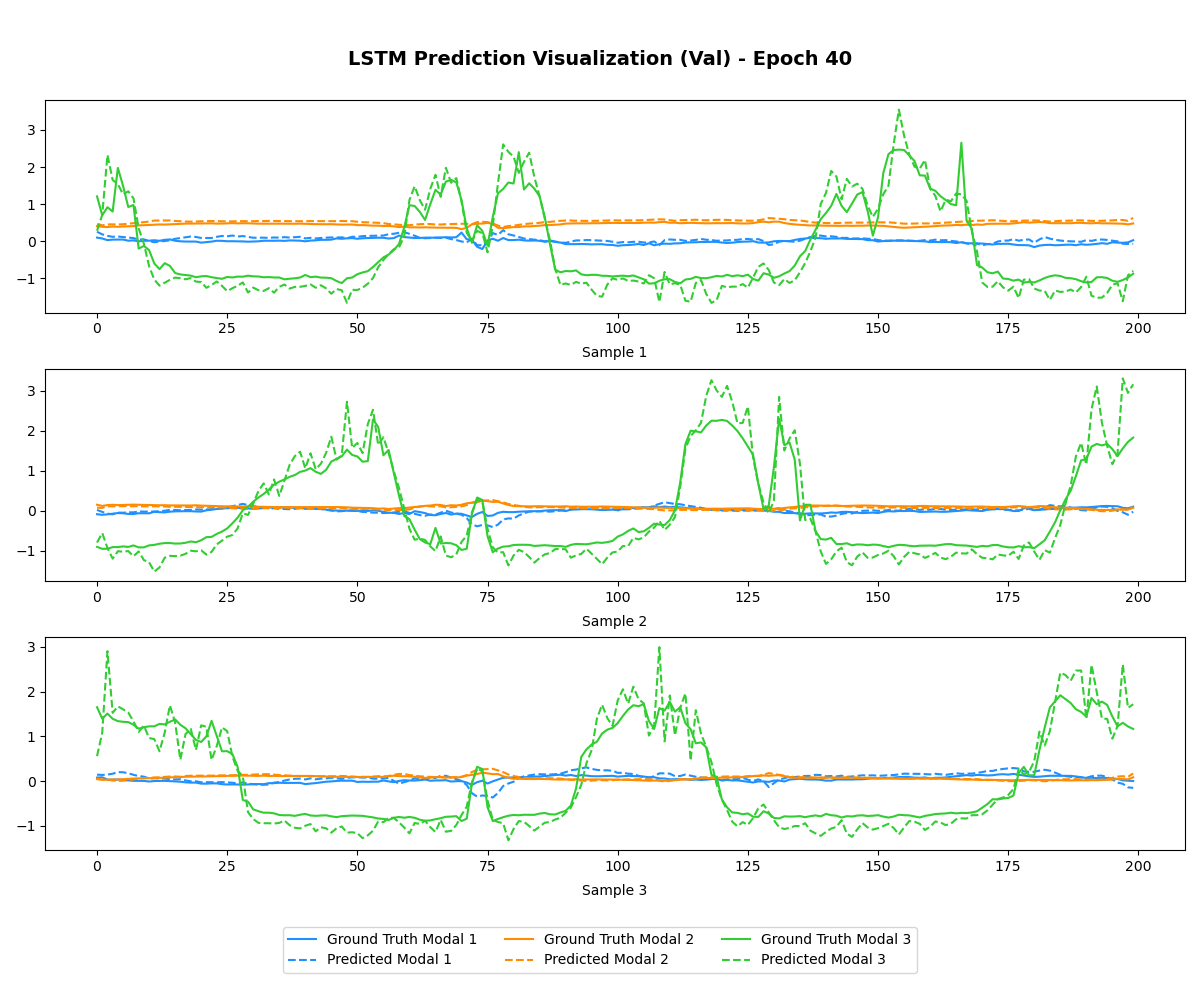 LSTM Prediction Visualization (Val) - Epoch 40
3
2
1
0
−1
0 25 50 75 100 125 150 175 200
Sample 1
3
2
1
0
−1
0 25 50 75 100 125 150 175 200
Sample 2
3
2
1
0
−1
0 25 50 75 100 125 150 175 200
Sample 3
Ground Truth Modal 1 Ground Truth Modal 2 Ground Truth Modal 3
Predicted Modal 1 Predicted Modal 2 Predicted Modal 3